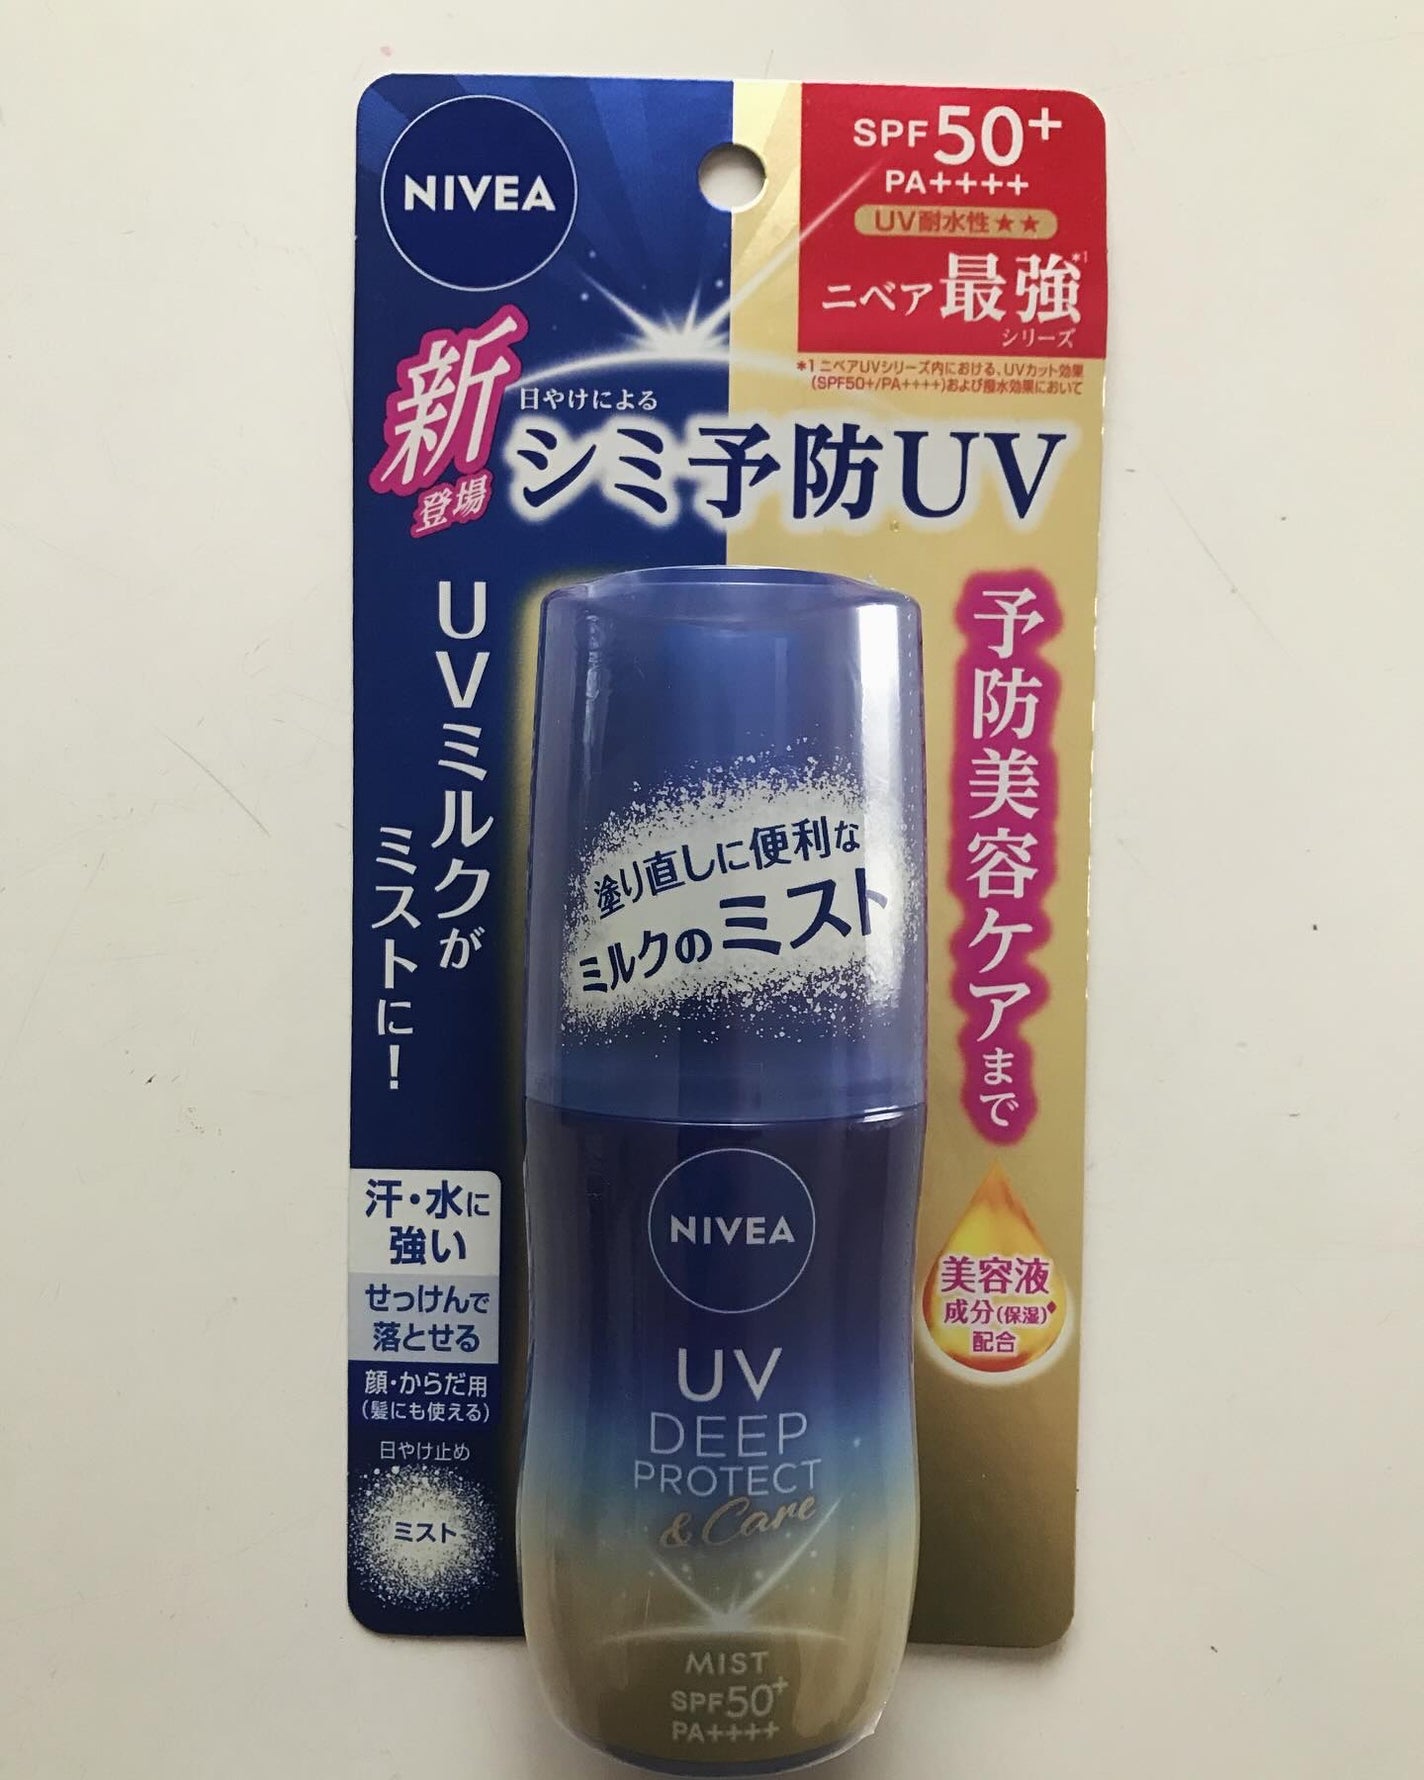 NIVEA
SPF50+
PA++++
UV耐水性★★
ニベア最強*1
シリーズ
*1 ニベアUVシリーズ内における、UVカット効果
(SPF50+/PA++++)および撥水効果において
新
登場
日やけによる
シミ予防UV
UVミルクが
ミストに!
予防美容ケアまで
塗り直しに便利な
ミルクのミスト
汗・水に
強い
せっけんで
落とせる
顔・からだ用
(髪にも使える)
日やけ止め
ミスト
美容液
成分(保湿)◆
配合
NIVEA
UV
DEEP
PROTECT
& Care
MIST
SPF50+
PA++++